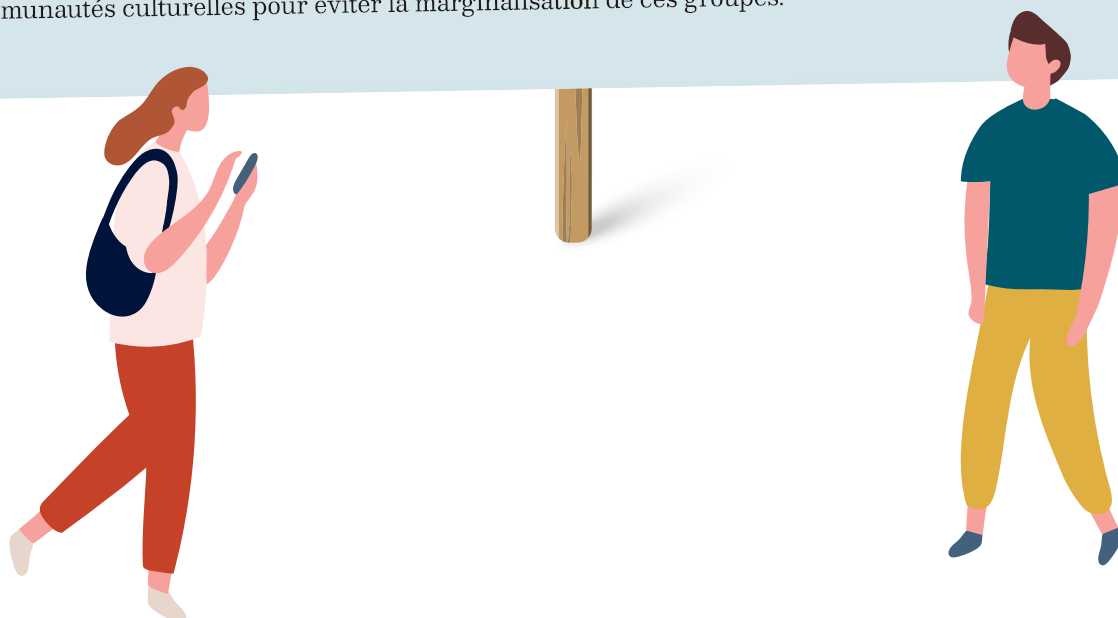 munautés culturelles pour éviter la marginalisation de ces groupes.